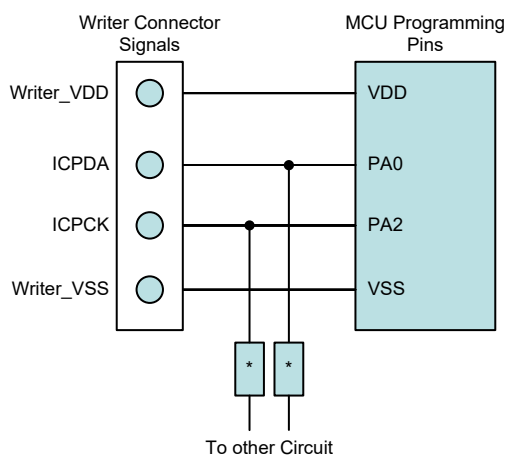 Writer Connector
Signals
MCU Programming
Pins
Writer_VDD
VDD
ICPDA
PA0
ICPCK
PA2
Writer_VSS
VSS
*
*
To other Circuit